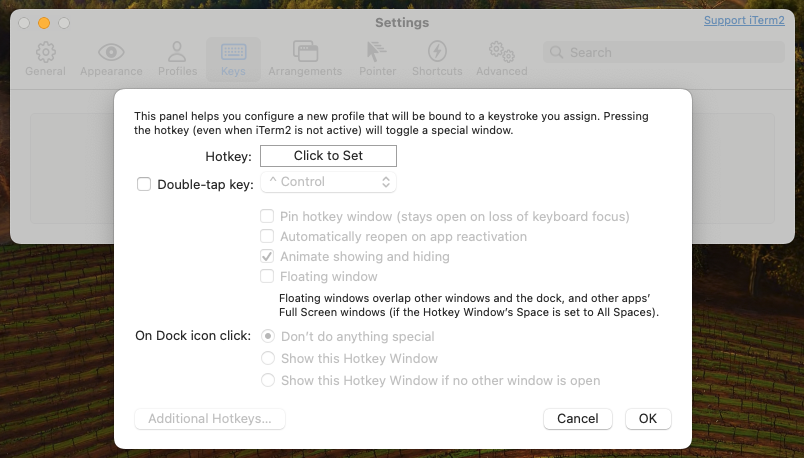 Settings
Support iTerm2
General
Appearance
Profiles
Keys
Arrangements
Pointer
Shortcuts
Advanced
Search
This panel helps you configure a new profile that will be bound to a keystroke you assign. Pressing
the hotkey (even when iTerm2 is not active) will toggle a special window.
Hotkey: Click to Set
Double-tap key: ^ Control
Pin hotkey window (stays open on loss of keyboard focus)
Automatically reopen on app reactivation
Animate showing and hiding
Floating window
Floating windows overlap other windows and the dock, and other apps’
Full Screen windows (if the Hotkey Window’s Space is set to All Spaces).
On Dock icon click: Don’t do anything special
Show this Hotkey Window
Show this Hotkey Window if no other window is open
Additional Hotkeys...
Cancel
OK